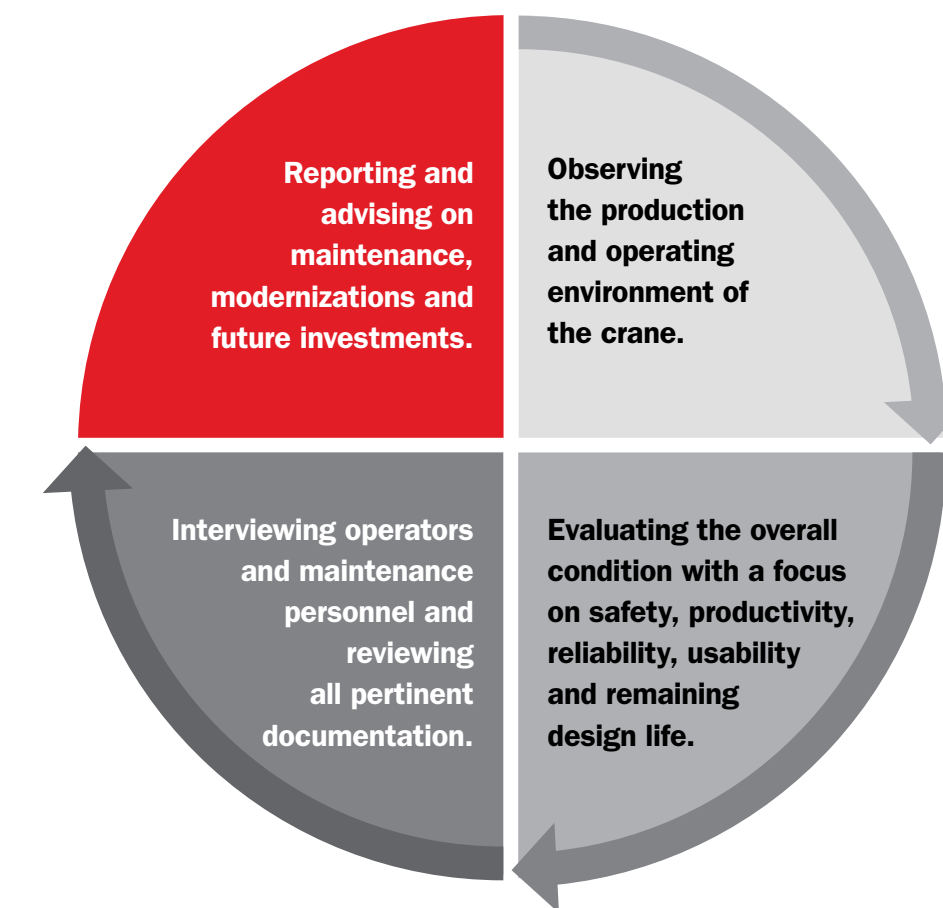 Reporting and
advising on
maintenance,
modernizations and
future investments.
Observing
the production
and operating
environment of
the crane.
Interviewing operators
and maintenance
personnel and
reviewing
all pertinent
documentation.
Evaluating the overall
condition with a focus
on safety, productivity,
reliability, usability
and remaining
design life.